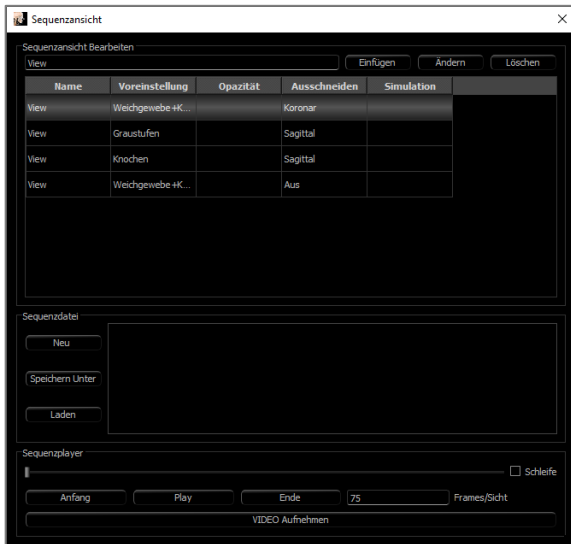 Sequenzansicht
Sequenzansicht Bearbeiten
View Einfügen Ändern Löschen
Name Voreinstellung Opazität Ausschneiden Simulation
View Weichgewebe+K... Koronar
View Graustufen Sagittal
View Knochen Sagittal
View Weichgewebe+K... Aus
Sequenzdatei
Neu
Speichern Unter
Laden
Sequenzplayer
Schleife
Anfang Play Ende 75 Frames/Sicht
VIDEO Aufnehmen